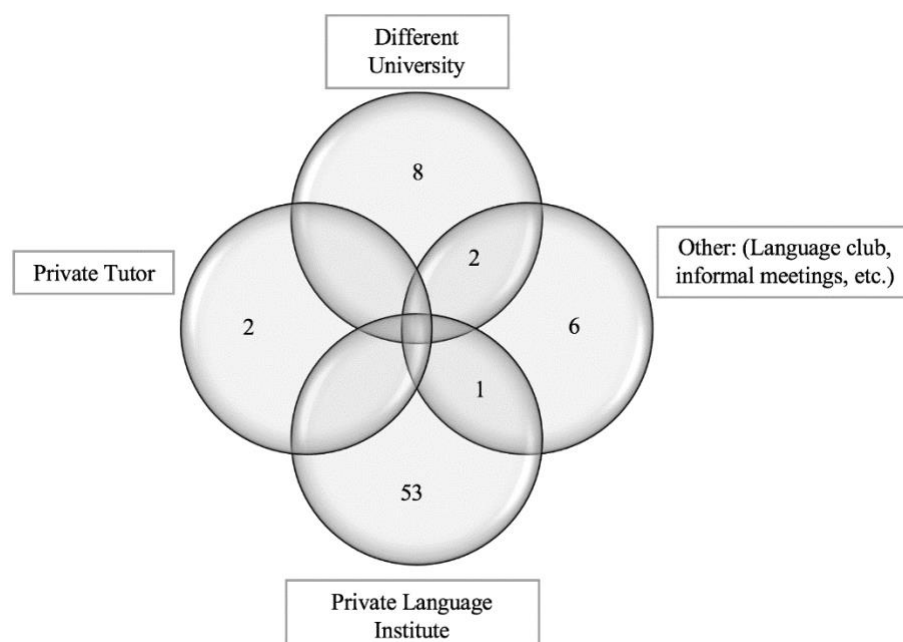 Different
University
8
2
Other: (Language club,
informal meetings, etc.)
Private Tutor
2
6
1
53
Private Language
Institute